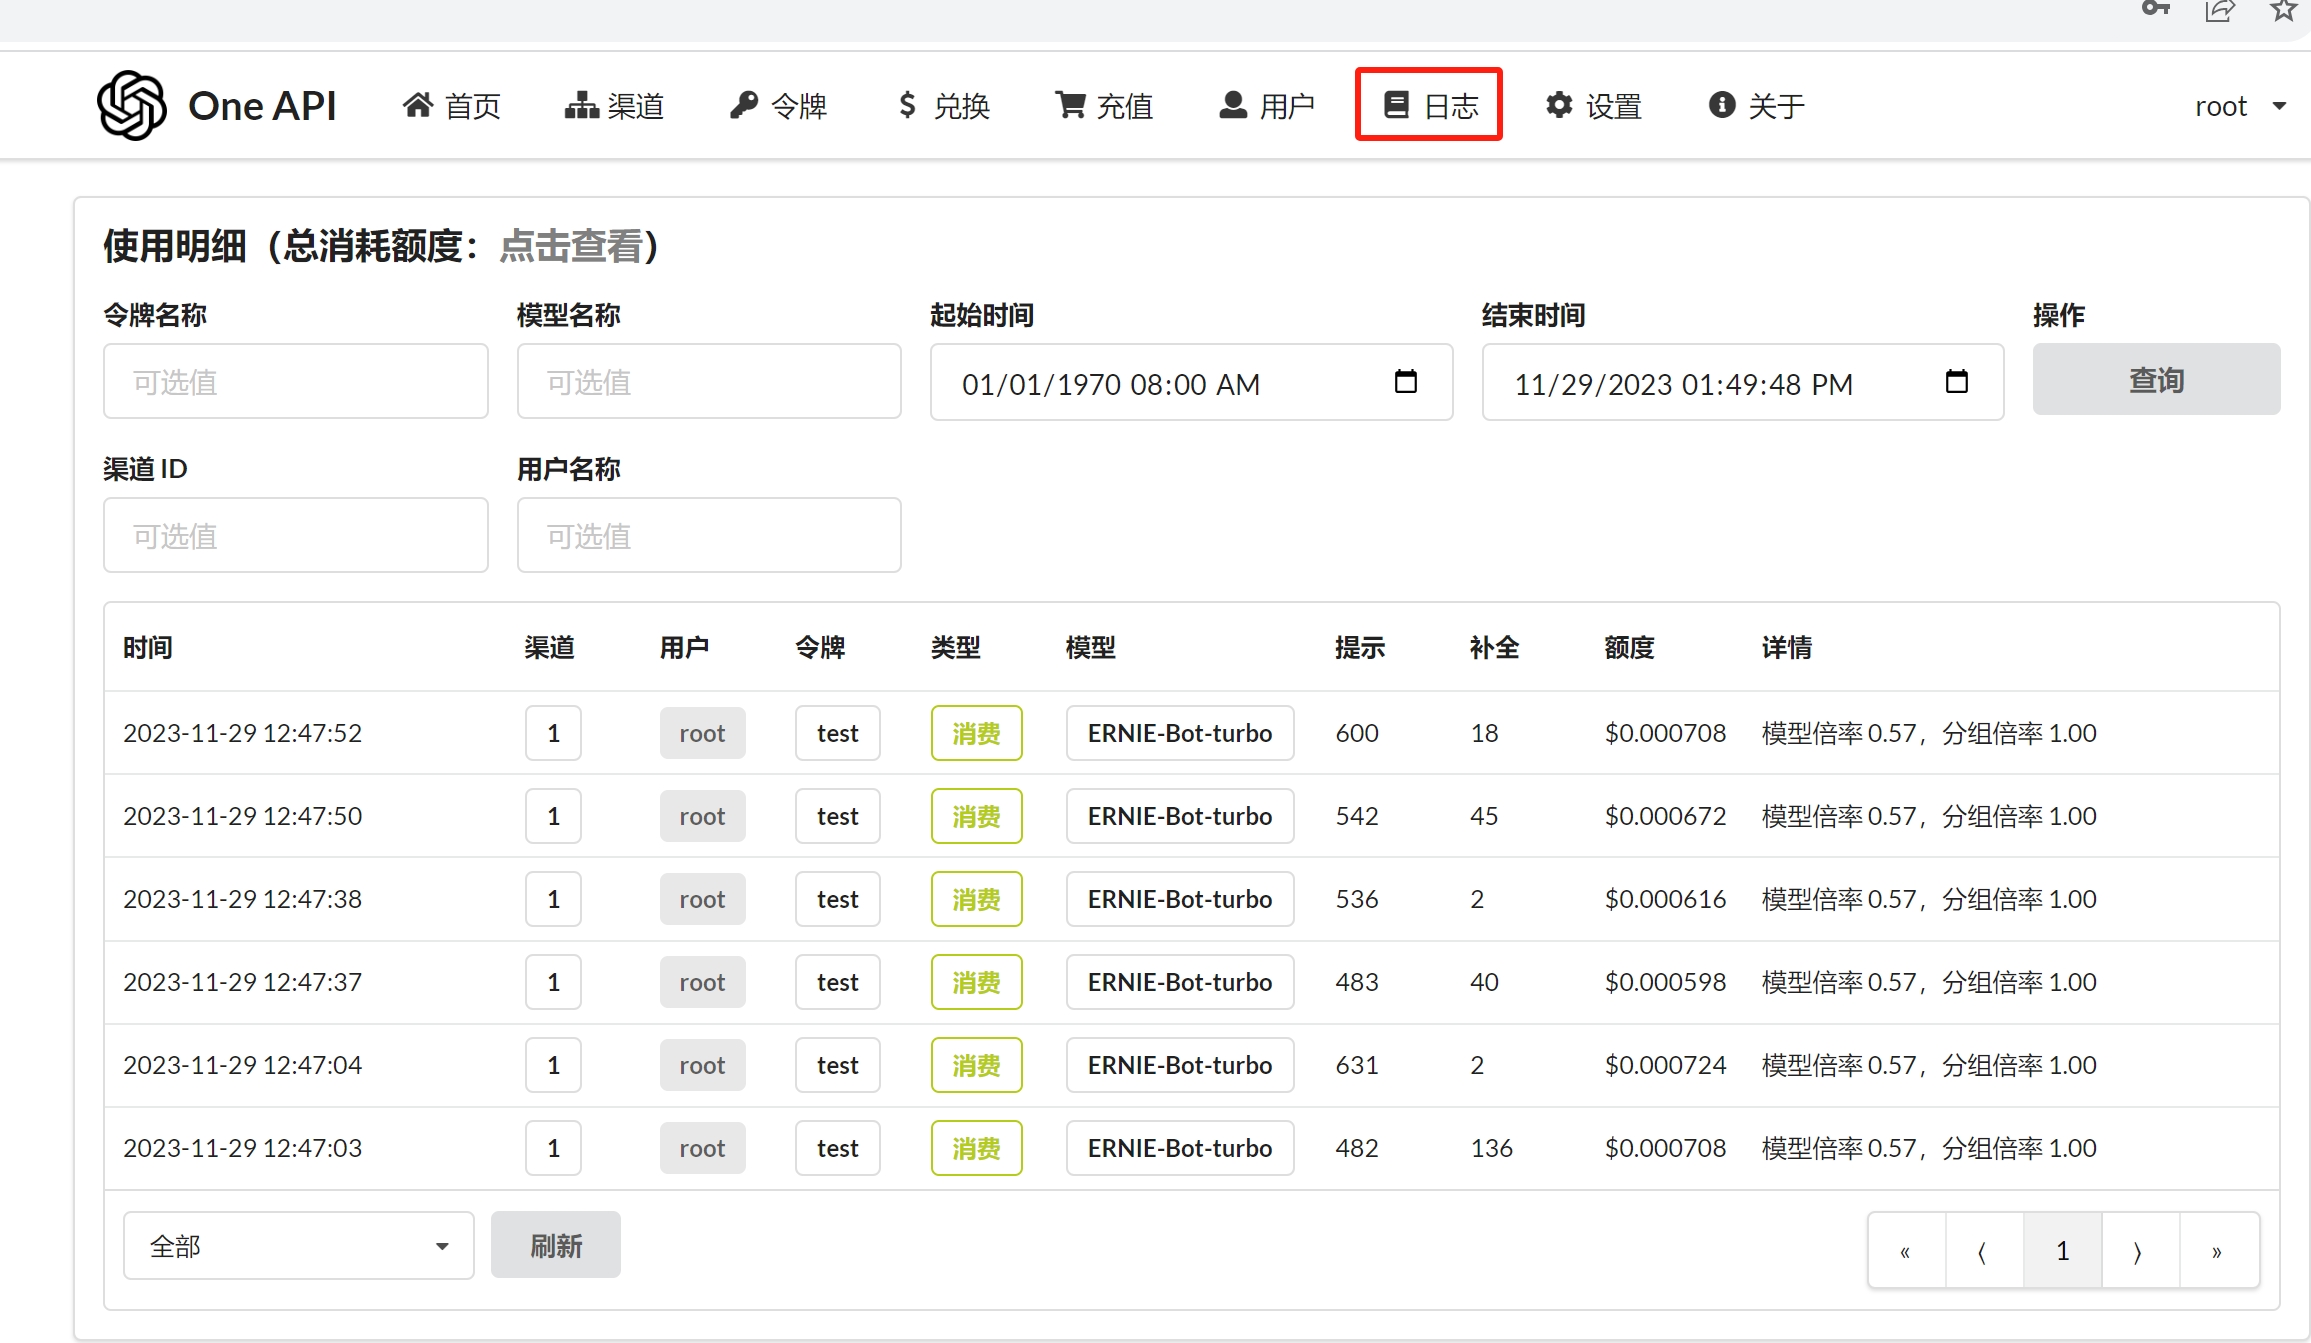 One API 首页 渠道 令牌 兑换 充值 用户 日志 设置 关于 root
使用明细（总消耗额度：点击查看）
令牌名称 模型名称 起始时间 结束时间 操作
可选值 可选值 01/01/1970 08:00 AM 11/29/2023 01:49:48 PM 查询
渠道 ID 用户名称
可选值 可选值
时间 渠道 用户 令牌 类型 模型 提示 补全 额度 详情
2023-11-29 12:47:52 1 root test 消费 ERNIE-Bot-turbo 600 18 $0.000708 模型倍率 0.57，分组倍率 1.00
2023-11-29 12:47:50 1 root test 消费 ERNIE-Bot-turbo 542 45 $0.000672 模型倍率 0.57，分组倍率 1.00
2023-11-29 12:47:38 1 root test 消费 ERNIE-Bot-turbo 536 2 $0.000616 模型倍率 0.57，分组倍率 1.00
2023-11-29 12:47:37 1 root test 消费 ERNIE-Bot-turbo 483 40 $0.000598 模型倍率 0.57，分组倍率 1.00
2023-11-29 12:47:04 1 root test 消费 ERNIE-Bot-turbo 631 2 $0.000724 模型倍率 0.57，分组倍率 1.00
2023-11-29 12:47:03 1 root test 消费 ERNIE-Bot-turbo 482 136 $0.000708 模型倍率 0.57，分组倍率 1.00
全部 刷新 « ⟨ 1 ⟩ »